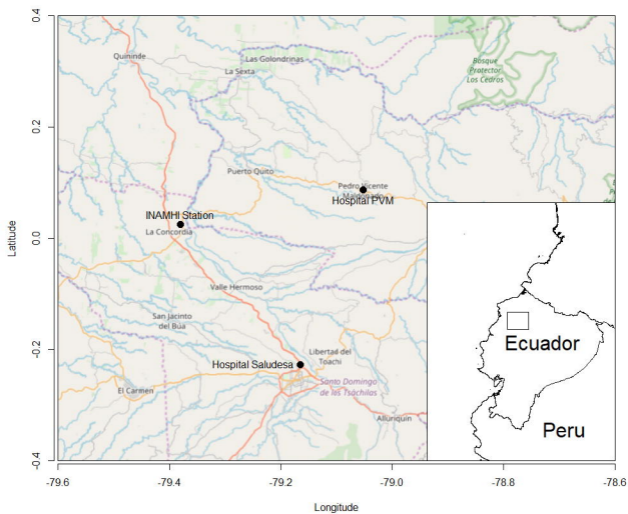 0.4
Quininde
Las Golondrinas
La Sexta
Bosque
Protector
Los Cedros
0.2
Puerto Quito
Pedro Vicente
Maldonado
Hospital PVM
INAMHI Station
La Concordia
0.0
Latitude
Valle Hermoso
San Jacinto
del Búa
-0.2
Hospital Saludesa
Libertad del
Toachi
Santo Domingo
de los Tsáchilas
El Carmen
Alluriquin
Ecuador
Peru
-0.4
-79.6
-79.4
-79.2
-79.0
-78.8
-78.6
Longitude